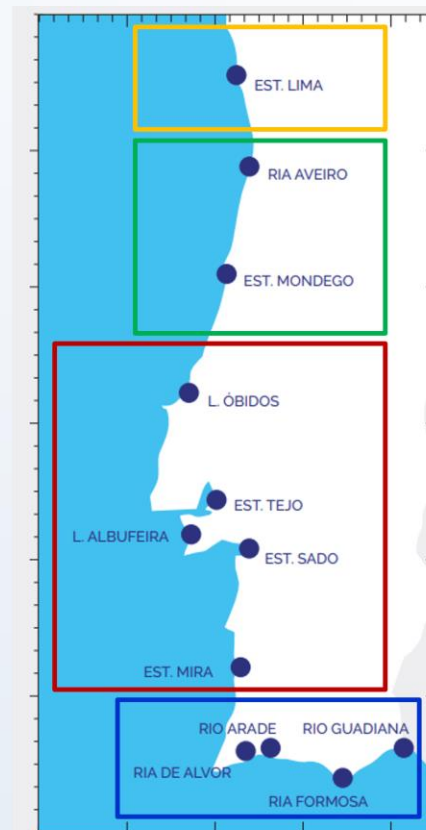 EST. LIMA
RIA AVEIRO
EST. MONDEGO
L. ÓBIDOS
EST. TEJO
L. ALBUFEIRA
EST. SADO
EST. MIRA
RIO ARADE
RIO GUADIANA
RIA DE ALVOR
RIA FORMOSA